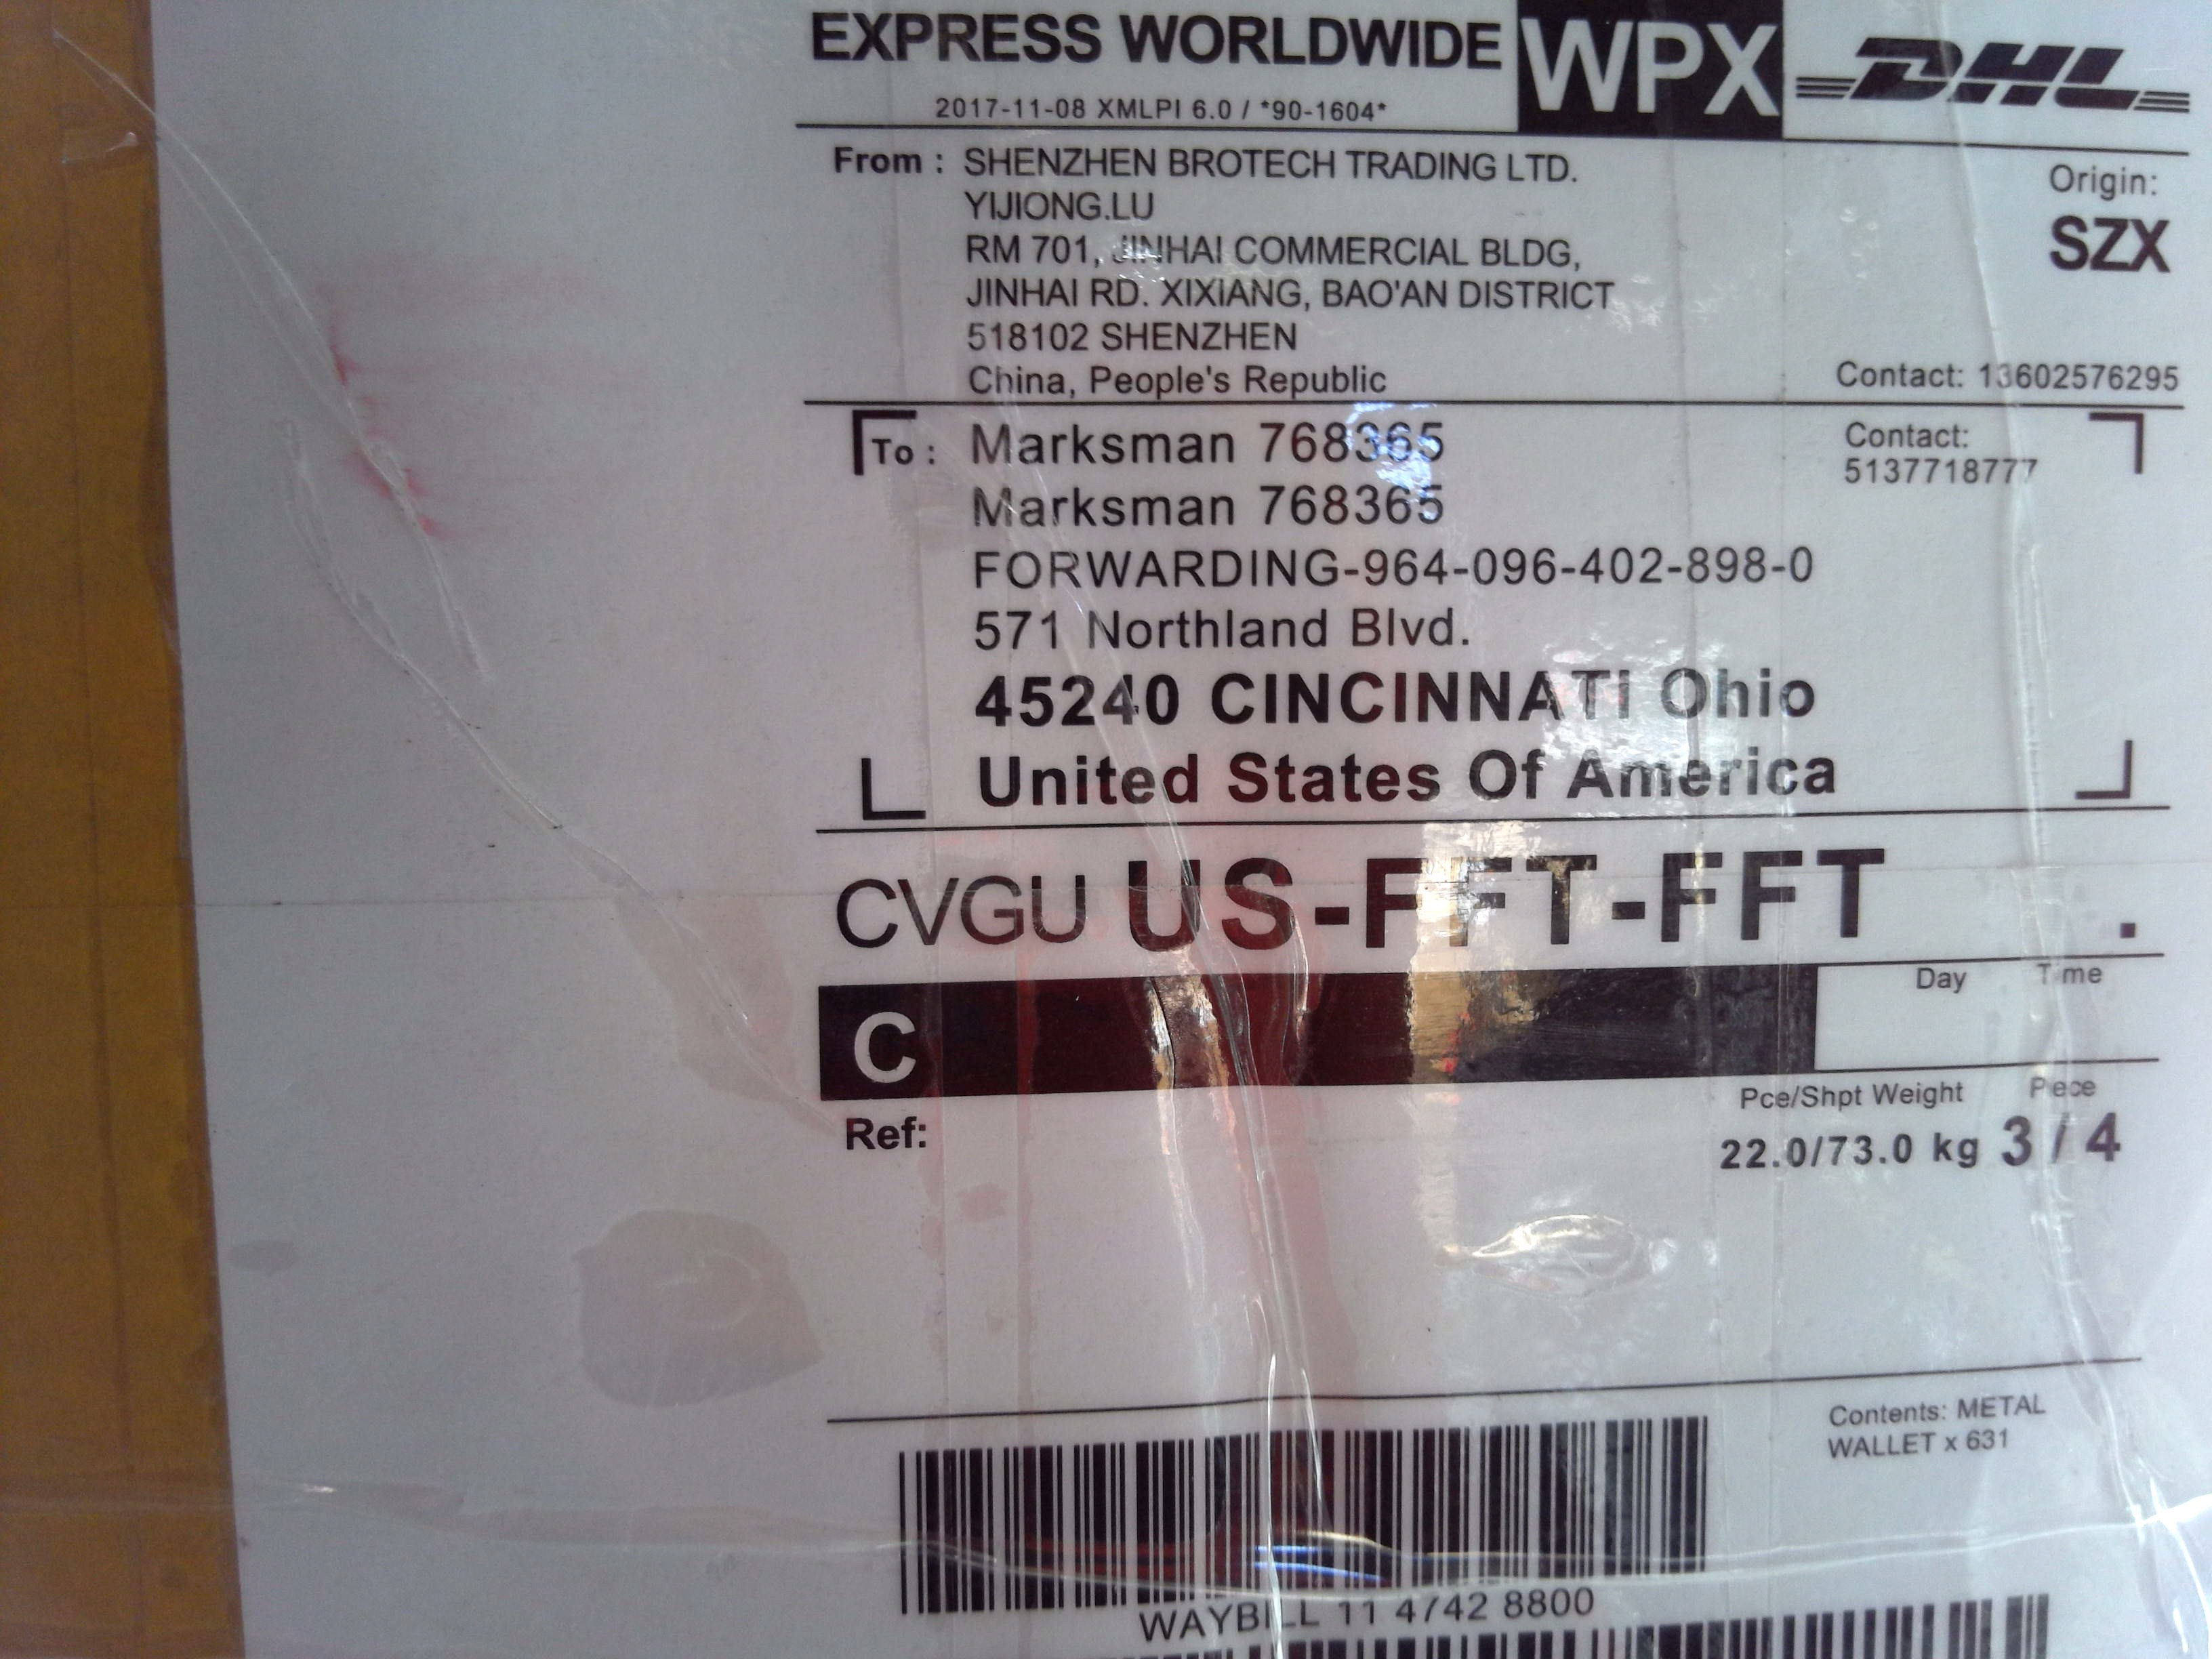 EXPRESS WORLDWIDE WPX DHL
2017-11-08 XMLPI 6.0 / *90-1604*
From : SHENZHEN BROTECH TRADING LTD.
YIJIONG.LU
RM 701, JINHAI COMMERCIAL BLDG,
JINHAI RD. XIXIANG, BAO'AN DISTRICT
518102 SHENZHEN
China, People's Republic
Origin:
SZX
Contact: 13602576295
To : Marksman 768365
Marksman 768365
FORWARDING-964-096-402-898-0
571 Northland Blvd.
45240 CINCINNATI Ohio
United States Of America
Contact:
5137718777
CVGU US-FFT-FFT .
C
Day Time
Ref:
Pce/Shpt Weight Piece
22.0/73.0 kg 3 / 4
Contents: METAL
WALLET x 631
WAYBILL 11 4742 8800